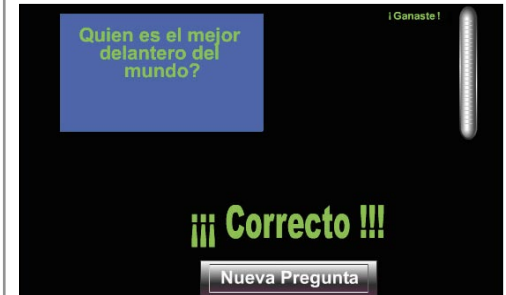 Quien es el mejor
delantero del
mundo?
¡Ganaste!
¡¡¡ Correcto !!!
Nueva Pregunta